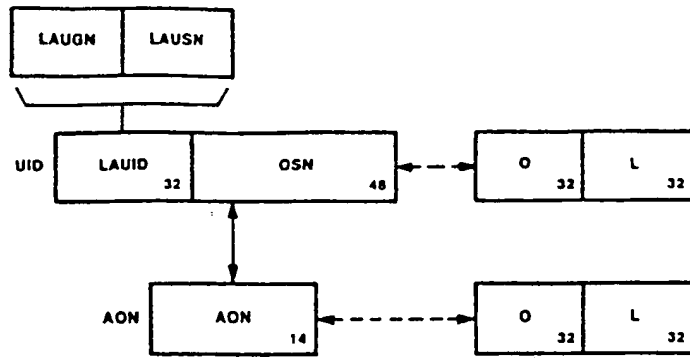 LAUGN LAUSN
UID LAUID 32 OSN 48 O 32 L 32
AON AON 14 O 32 L 32